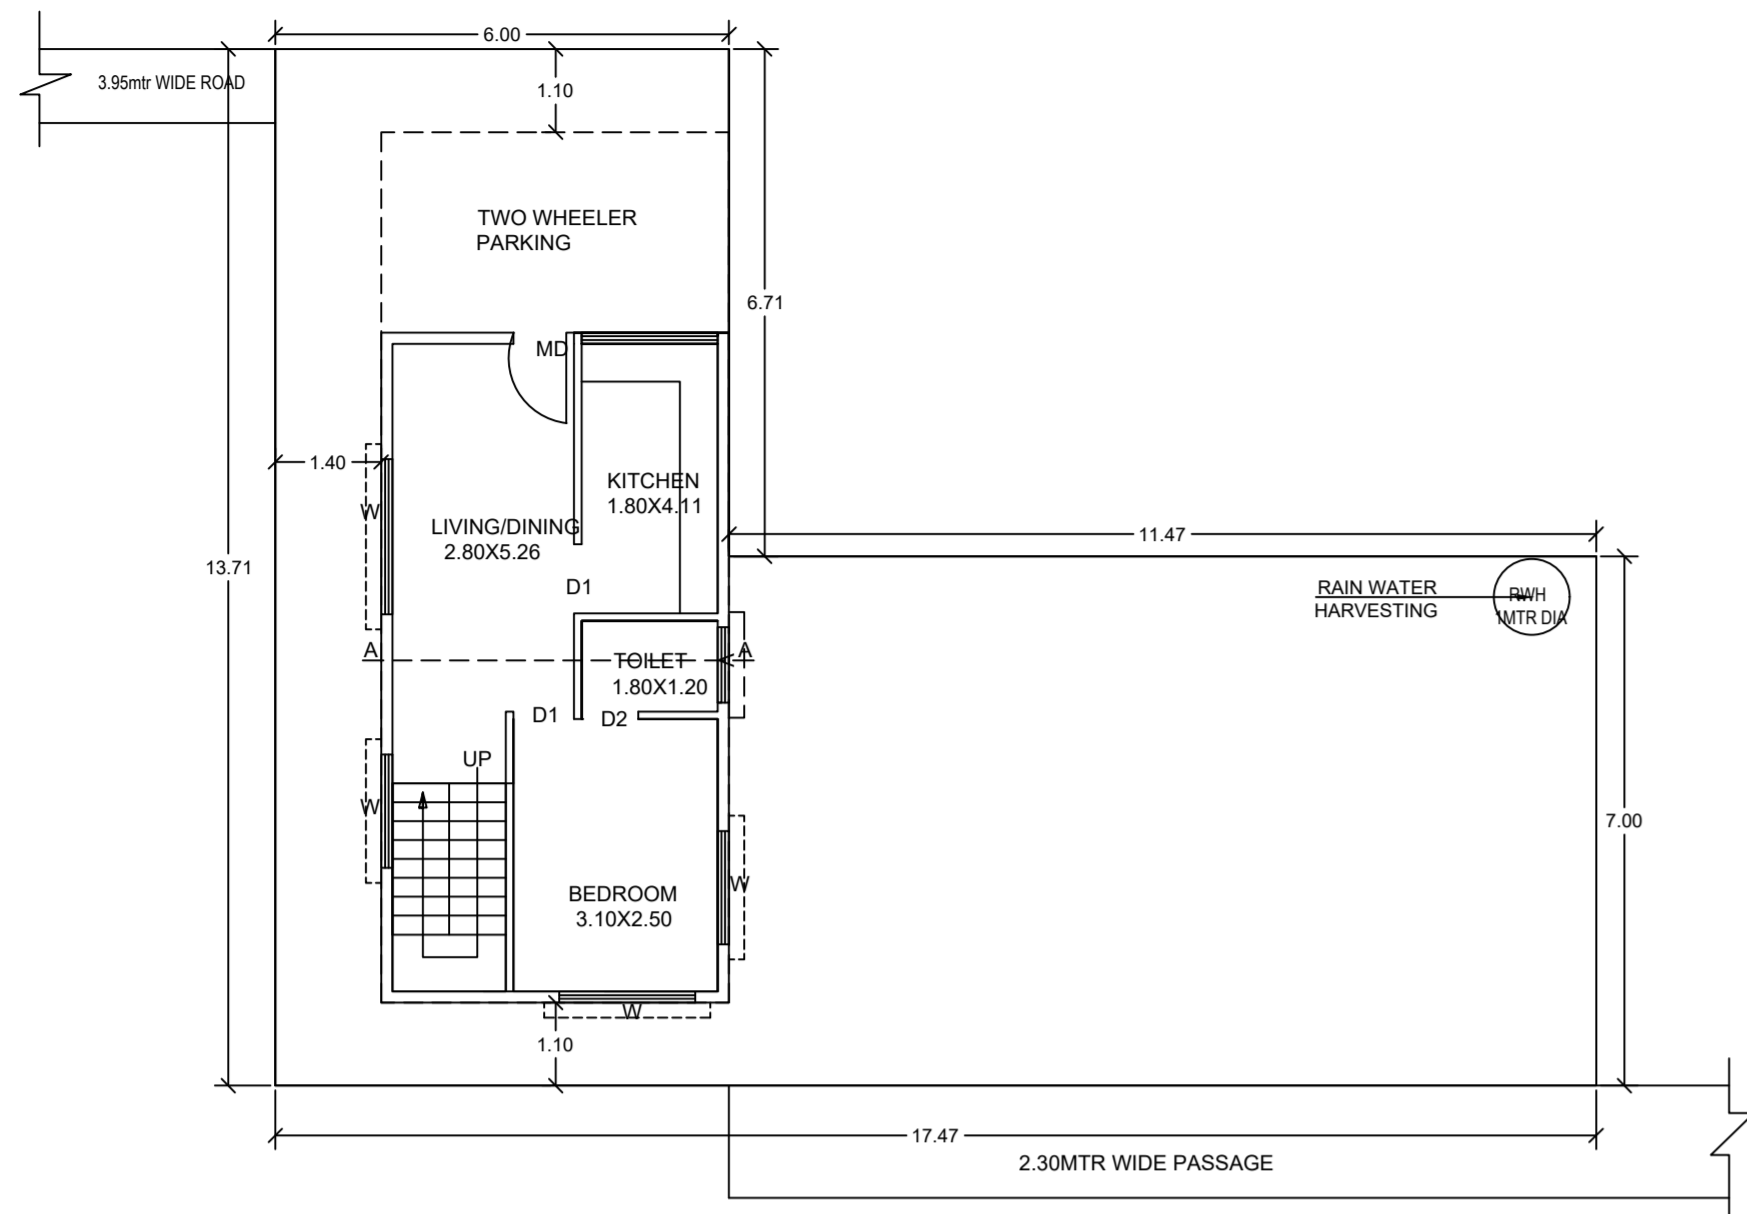 6.00
3.95mtr WIDE ROAD
1.10
TWO WHEELER
PARKING
6.71
MD
1.40
KITCHEN
1.80X4.11
W
LIVING/DINING
2.80X5.26
11.47
13.71
D1
RAIN WATER
HARVESTING
RWH
1MTR DIA
A
TOILET
1.80X1.20
A
D1
D2
UP
W
7.00
BEDROOM
3.10X2.50
W
W
1.10
17.47
2.30MTR WIDE PASSAGE